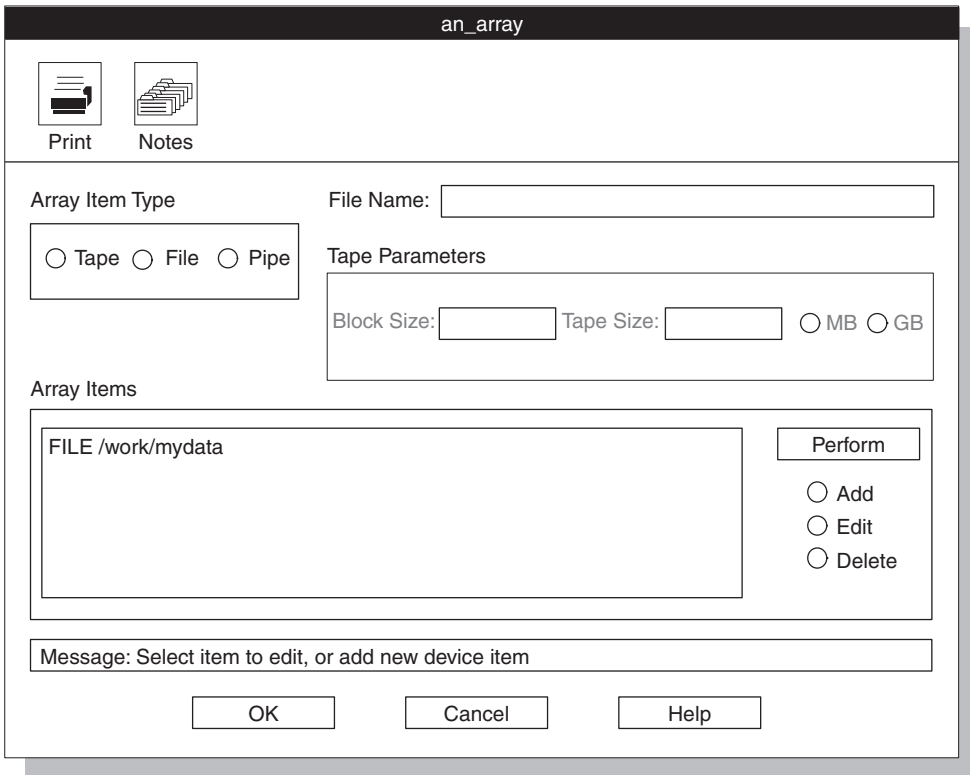 an_array
Print Notes
Array Item Type
File Name:
Tape File Pipe
Tape Parameters
Block Size: Tape Size: MB GB
Array Items
FILE /work/mydata
Perform
Add
Edit
Delete
Message: Select item to edit, or add new device item
OK Cancel Help